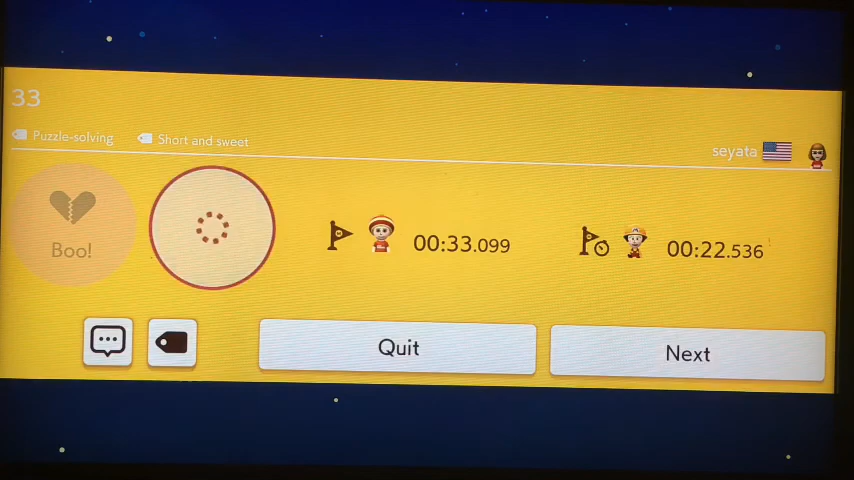 33
Puzzle-solving Short and sweet
seyata
Boo!
00:33.099
00:22.536
Quit
Next